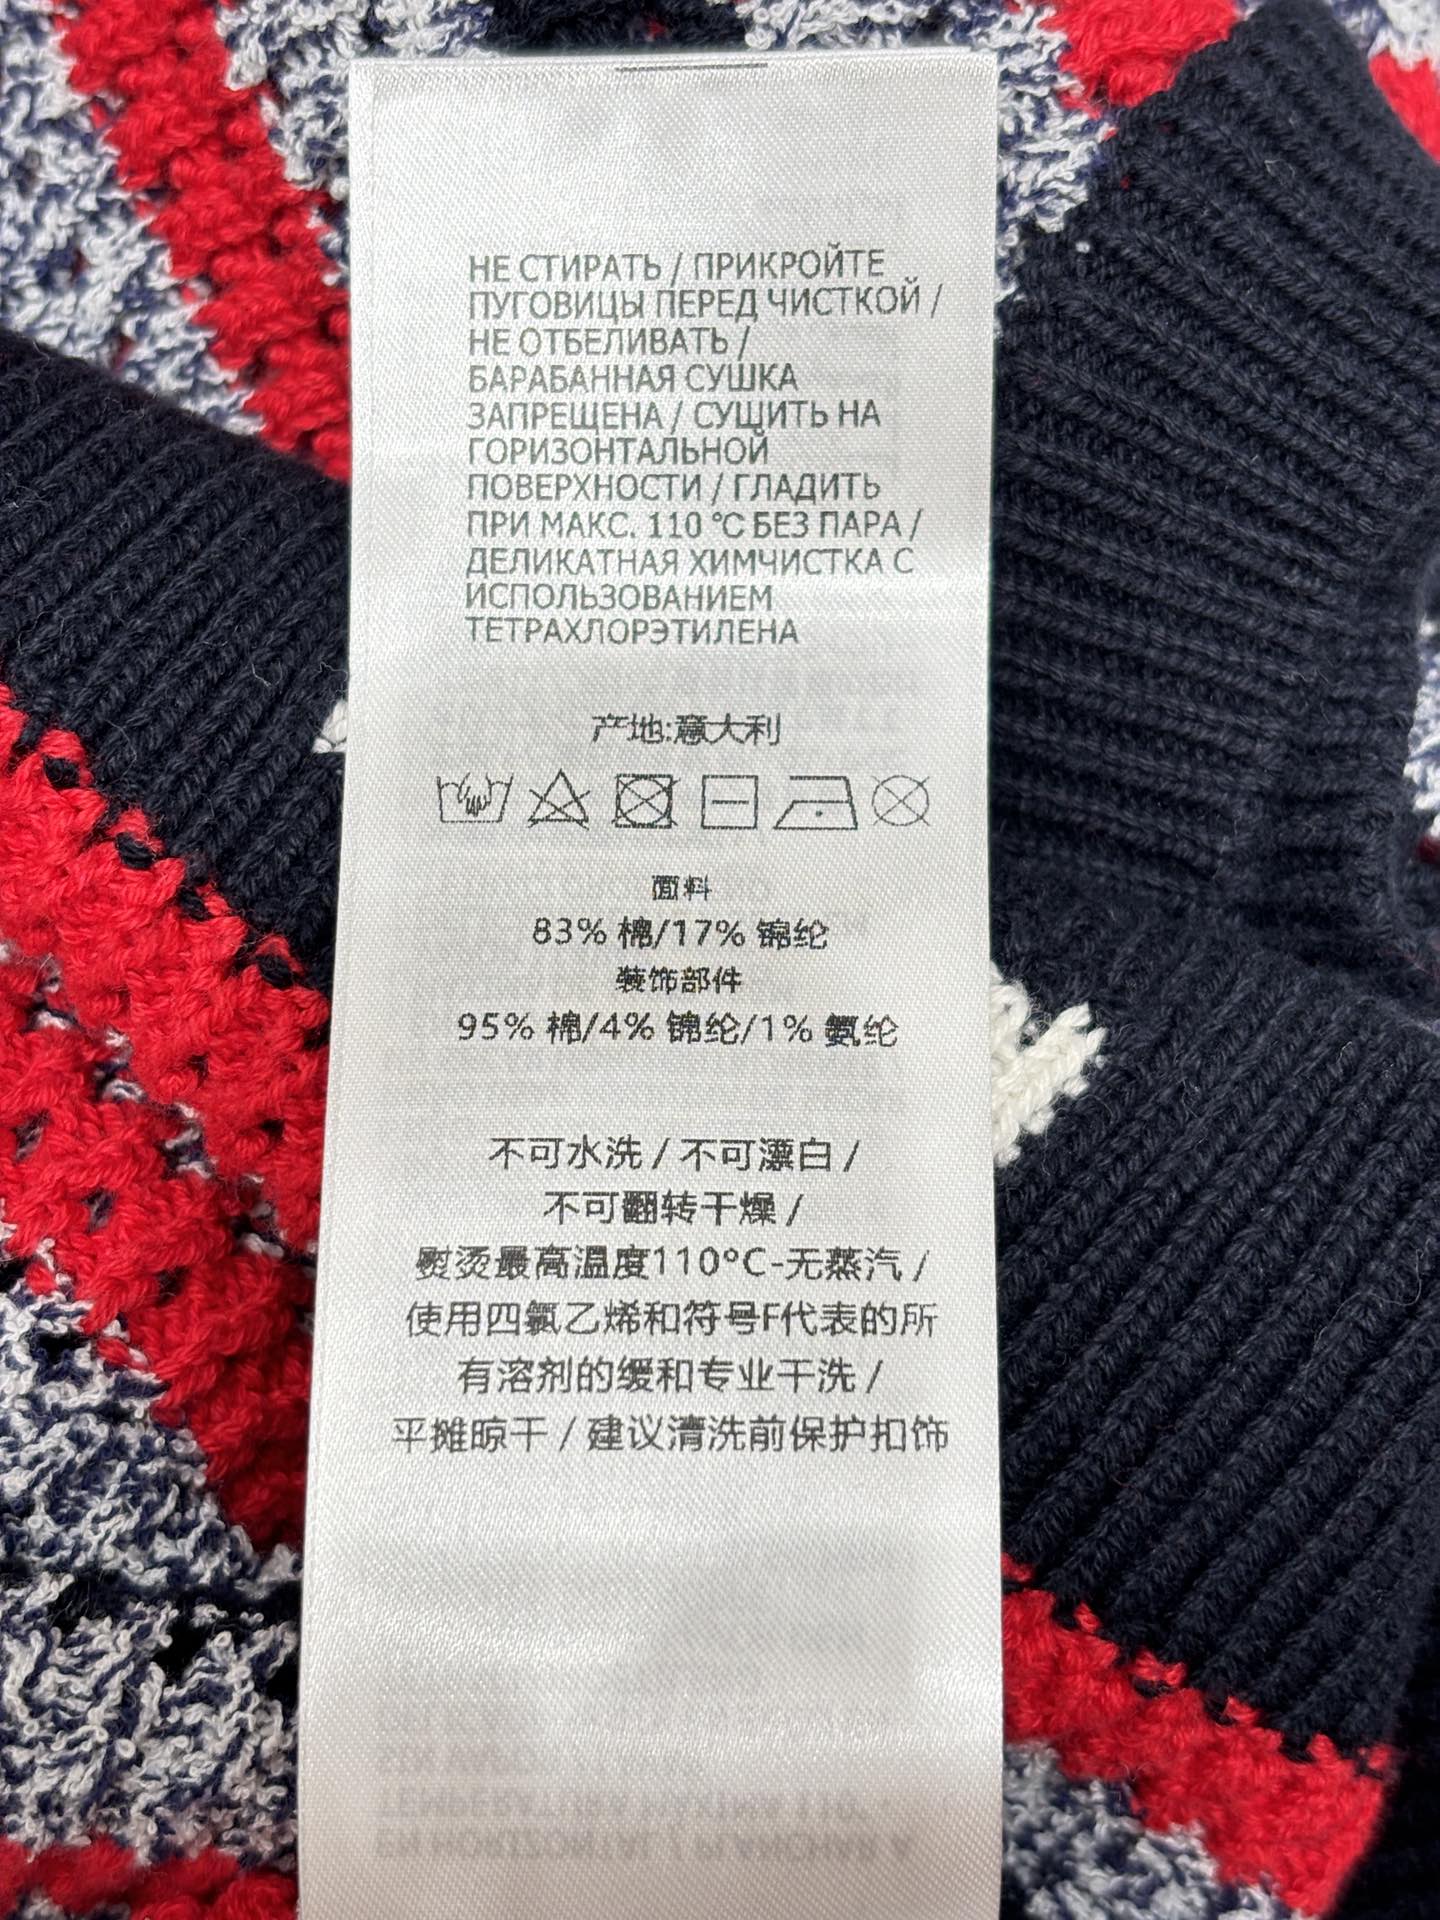 НЕ СТИРАТЬ / ПРИКРОЙТЕ
ПУГОВИЦЫ ПЕРЕД ЧИСТКОЙ /
НЕ ОТБЕЛИВАТЬ /
БАРАБАННАЯ СУШКА
ЗАПРЕЩЕНА / СУШИТЬ НА
ГОРИЗОНТАЛЬНОЙ
ПОВЕРХНОСТИ / ГЛАДИТЬ
ПРИ МАКС. 110 °C БЕЗ ПАРА /
ДЕЛИКАТНАЯ ХИМЧИСТКА С
ИСПОЛЬЗОВАНИЕМ
ТЕТРАХЛОРЭТИЛЕНА
产地:意大利
面料
83% 棉/17% 锦纶
装饰部件
95% 棉/4% 锦纶/1% 氨纶
不可水洗 / 不可漂白 /
不可翻转干燥 /
熨烫最高温度110°C-无蒸汽 /
使用四氯乙烯和符号F代表的所
有溶剂的缓和专业干洗 /
平摊晾干 / 建议清洗前保护扣饰